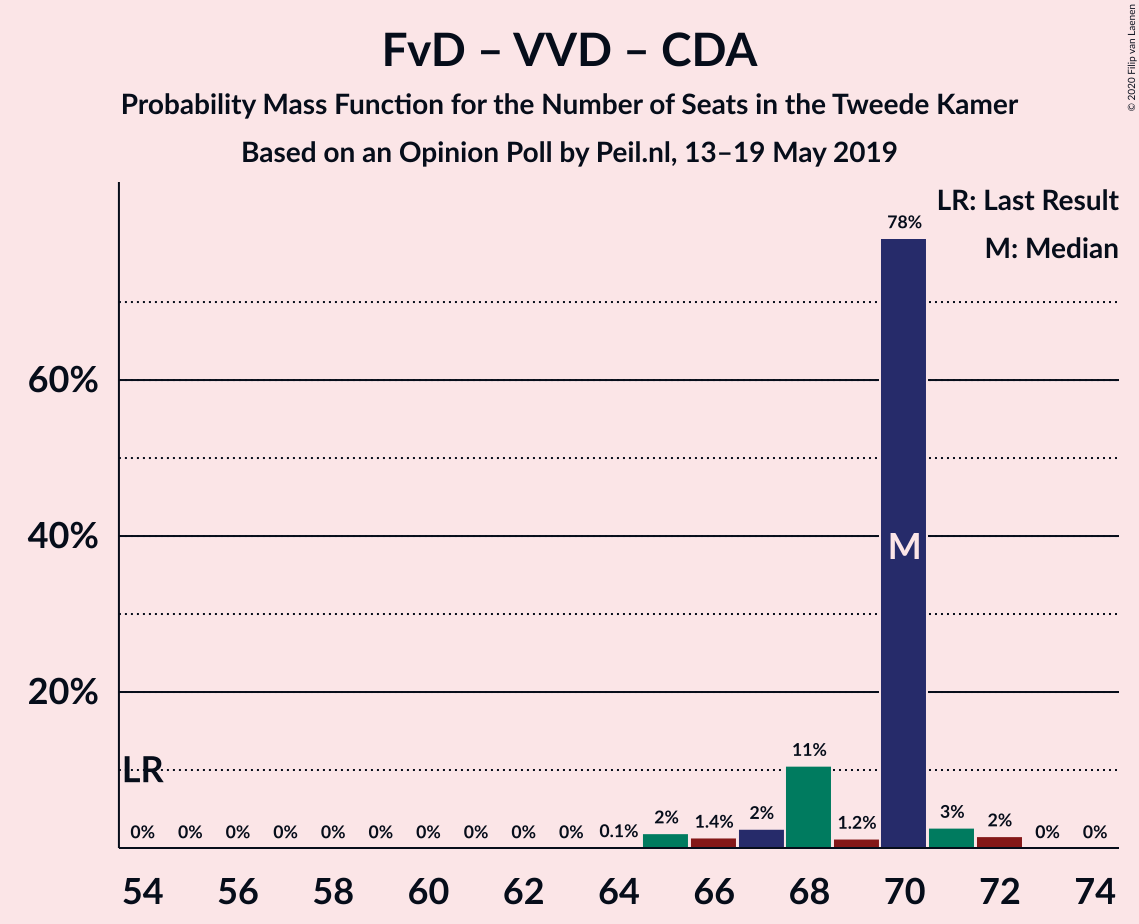 FvD – VVD – CDA
Probability Mass Function for the Number of Seats in the Tweede Kamer
Based on an Opinion Poll by Peil.nl, 13–19 May 2019
© 2020 Filip van Laenen
LR: Last Result
M: Median
60%
40%
20%
LR
M
0% 0% 0% 0% 0% 0% 0% 0% 0% 0% 0.1% 2% 1.4% 2% 11% 1.2% 78% 3% 2% 0% 0%
54 56 58 60 62 64 66 68 70 72 74